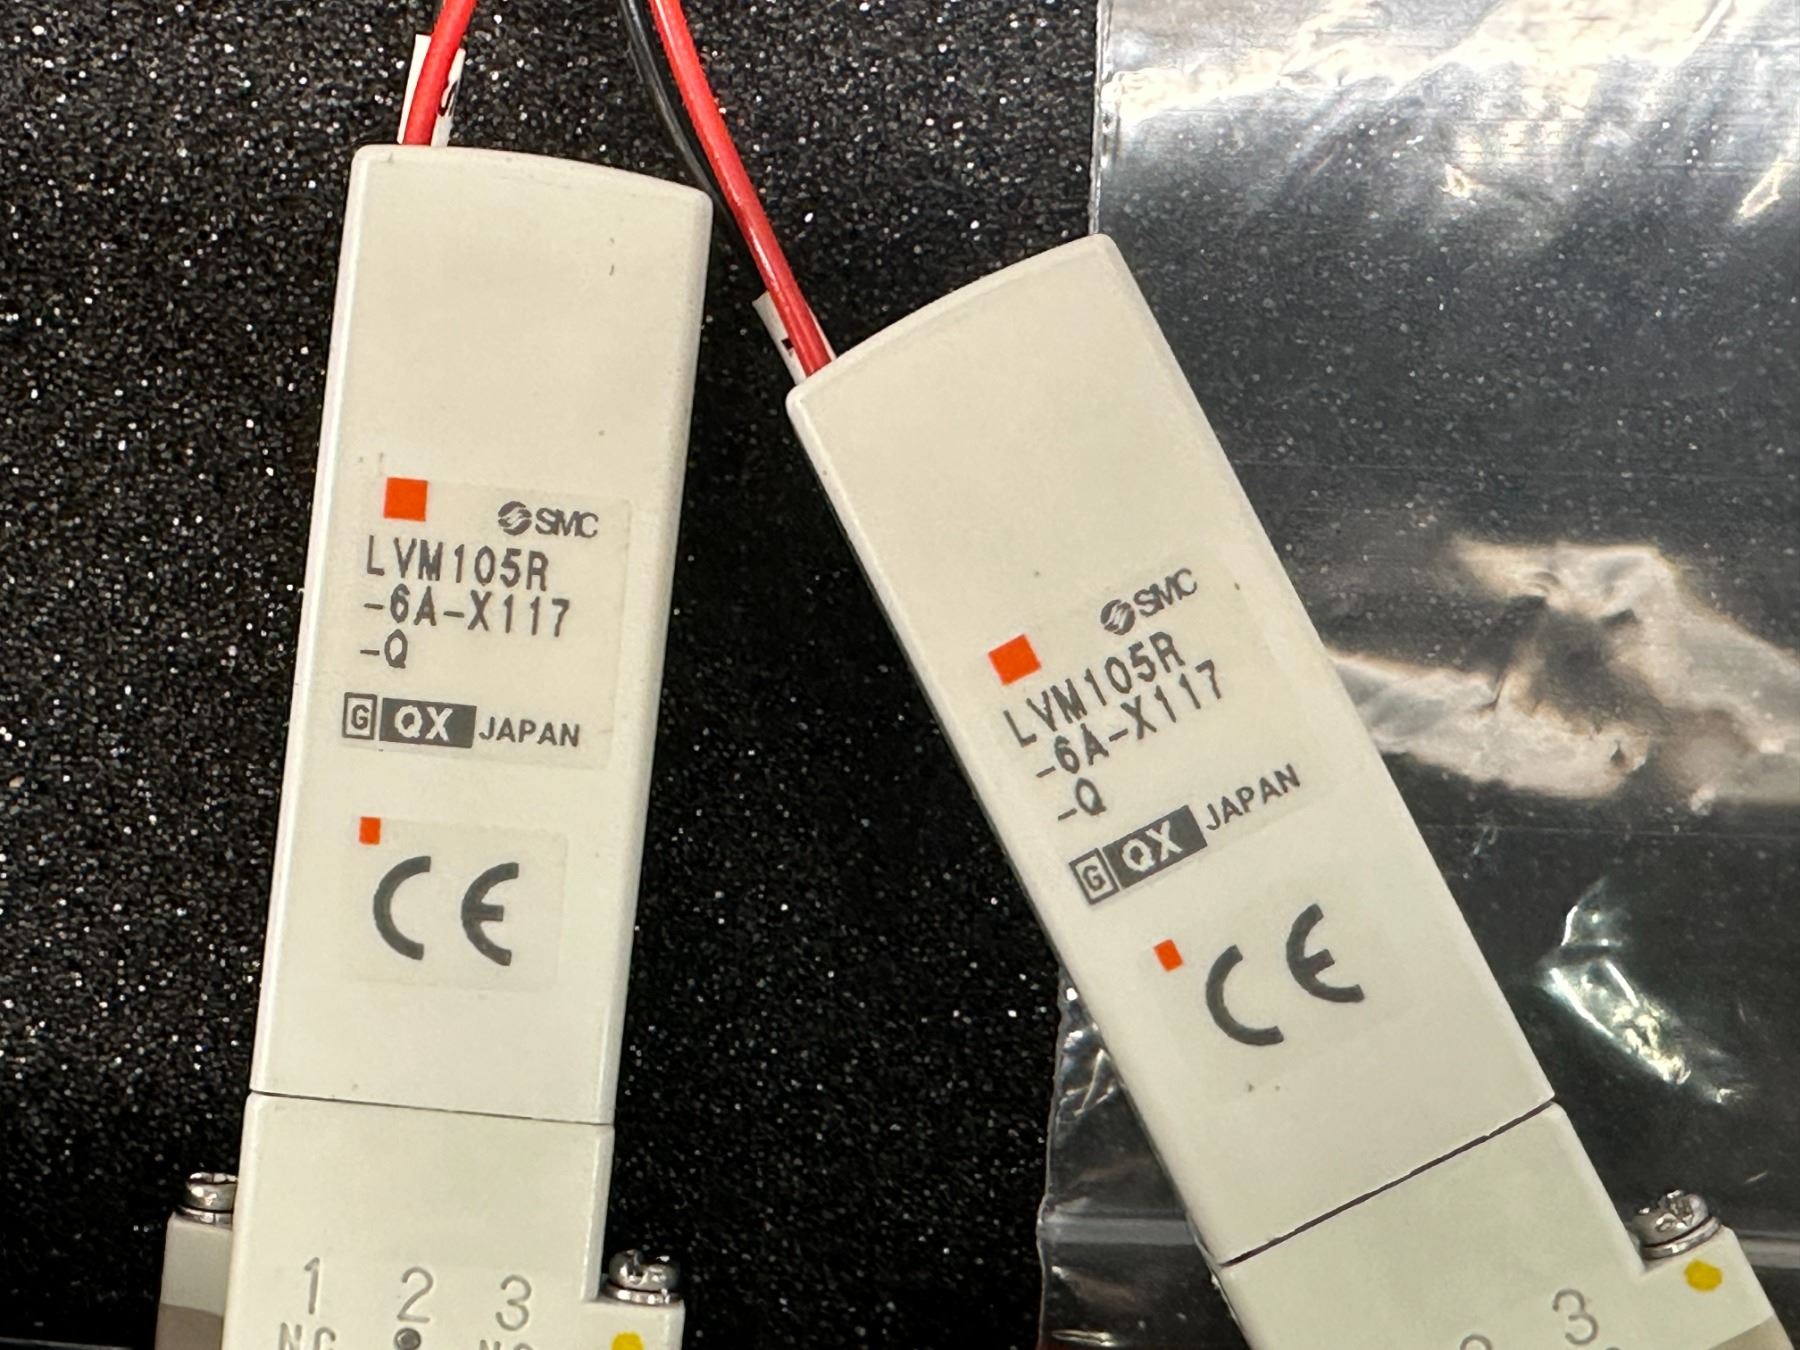 SMC
LVM105R
-6A-X117
-Q
G QX JAPAN
CE
1 2 3
SMC
LVM105R
-6A-X117
-Q
G QX JAPAN
CE
3